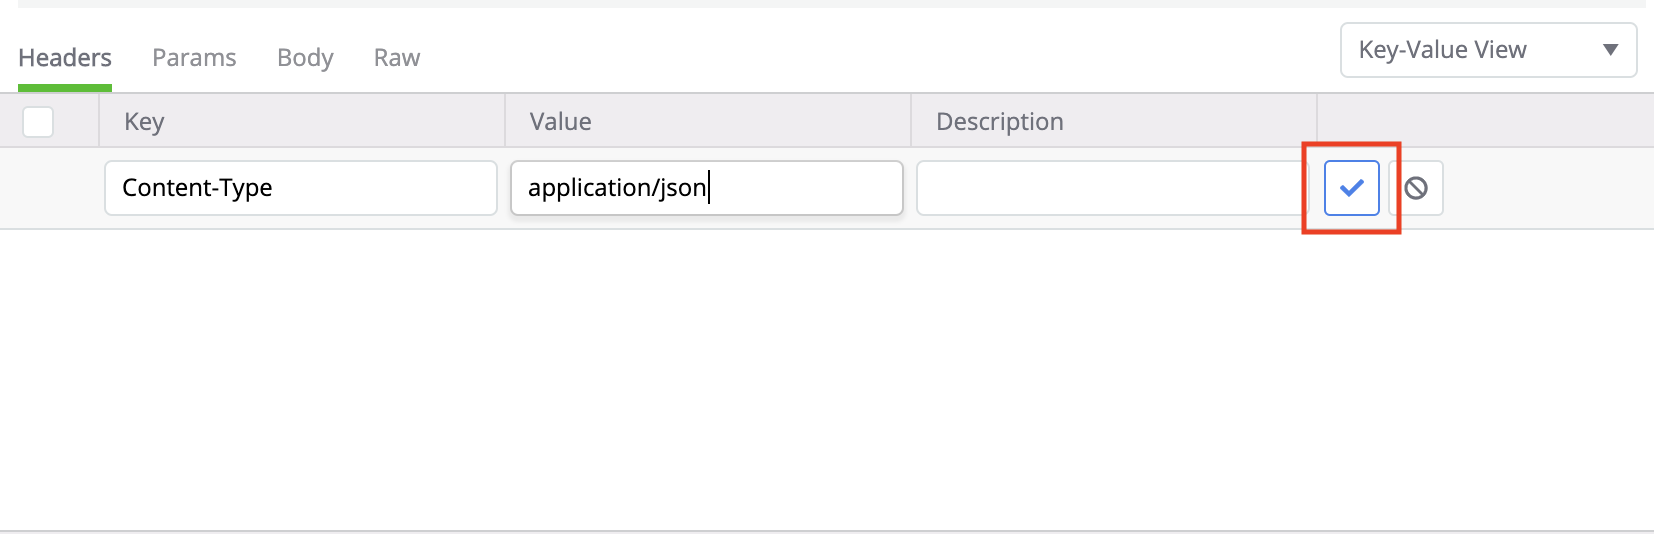 Headers Params Body Raw Key-Value View
Key Value Description
Content-Type application/json